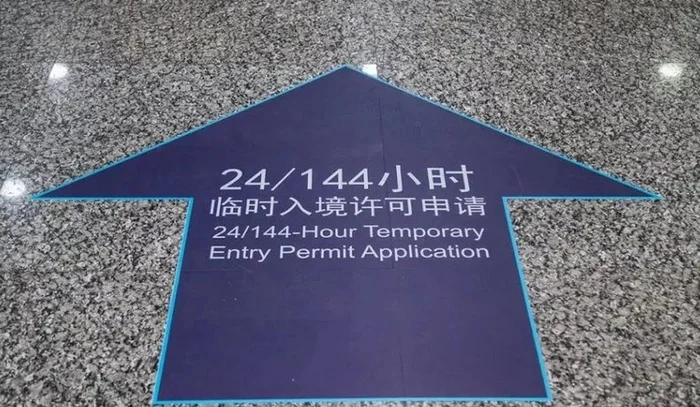 24/144小时
临时入境许可申请
24/144-Hour Temporary
Entry Permit Application